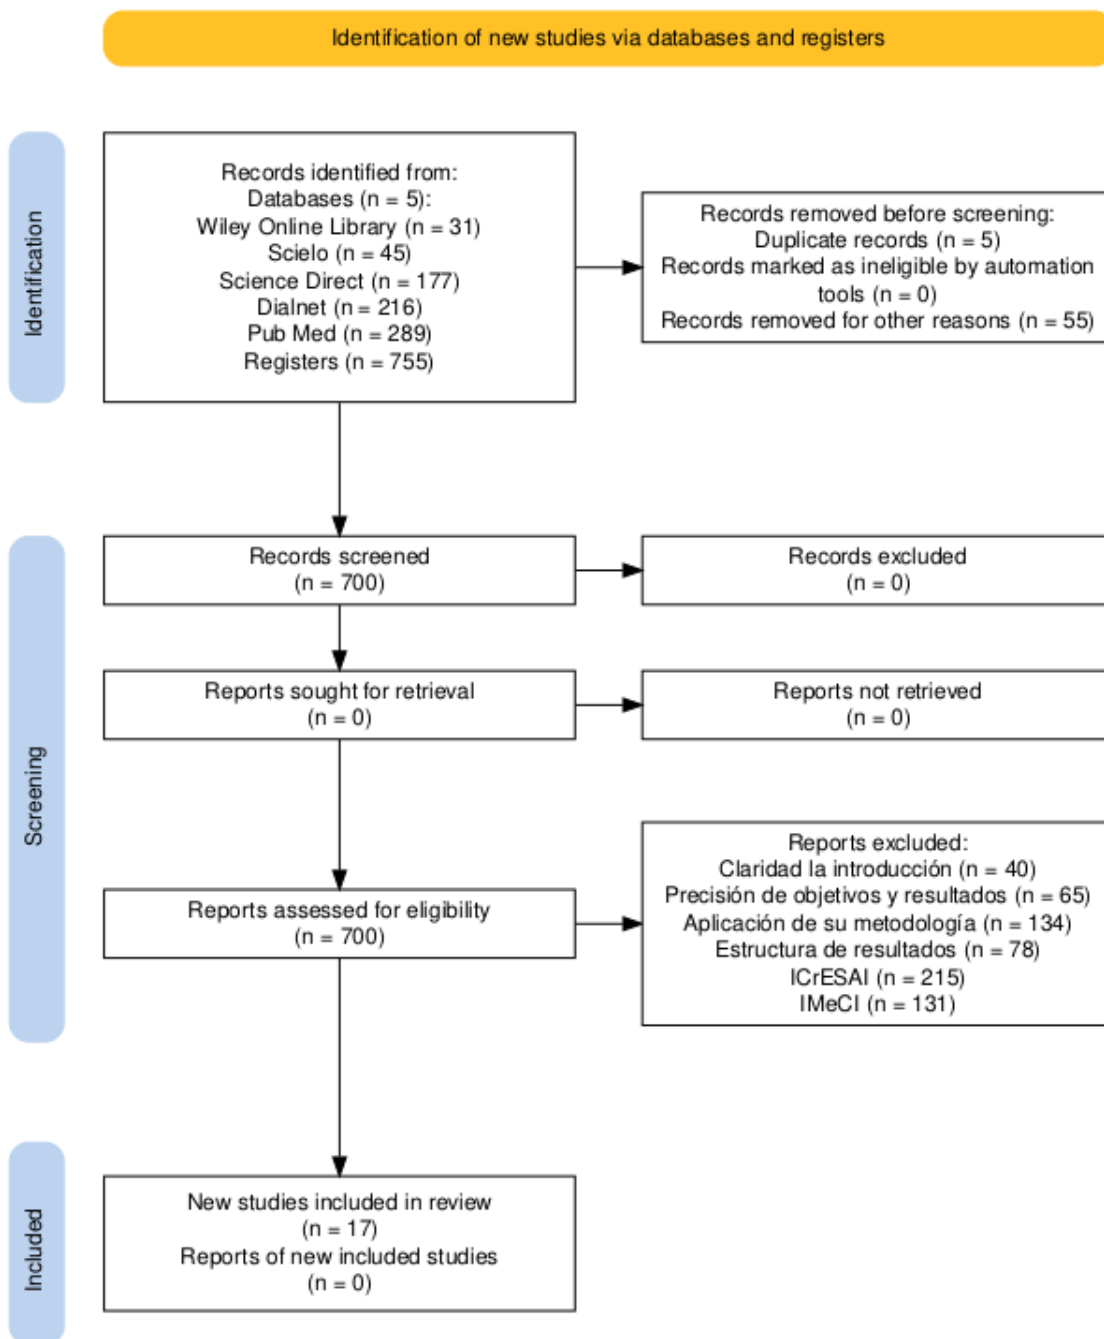 Identification of new studies via databases and registers
Identification
Records identified from:
Databases (n = 5):
Wiley Online Library (n = 31)
Scielo (n = 45)
Science Direct (n = 177)
Dialnet (n = 216)
Pub Med (n = 289)
Registers (n = 755)
Records removed before screening:
Duplicate records (n = 5)
Records marked as ineligible by automation
tools (n = 0)
Records removed for other reasons (n = 55)
Screening
Records screened
(n = 700)
Records excluded
(n = 0)
Reports sought for retrieval
(n = 0)
Reports not retrieved
(n = 0)
Reports assessed for eligibility
(n = 700)
Reports excluded:
Claridad la introducción (n = 40)
Precisión de objetivos y resultados (n = 65)
Aplicación de su metodología (n = 134)
Estructura de resultados (n = 78)
ICrESAI (n = 215)
IMeCI (n = 131)
Included
New studies included in review
(n = 17)
Reports of new included studies
(n = 0)